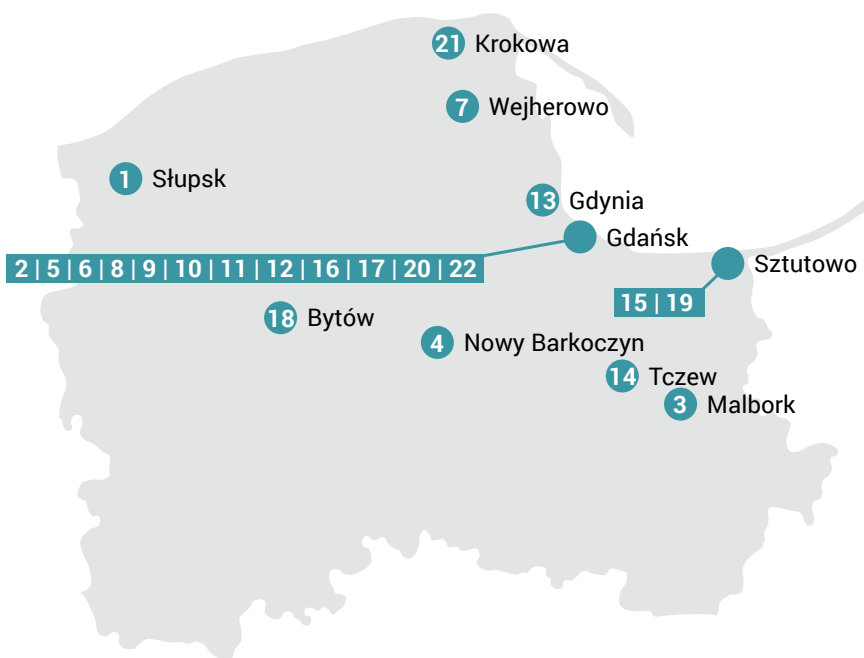 21 Krokowa
7 Wejherowo
1 Słupsk
13 Gdynia
Gdańsk
2 | 5 | 6 | 8 | 9 | 10 | 11 | 12 | 16 | 17 | 20 | 22
Sztutowo
15 | 19
18 Bytów
4 Nowy Barkoczyn
14 Tczew
3 Malbork